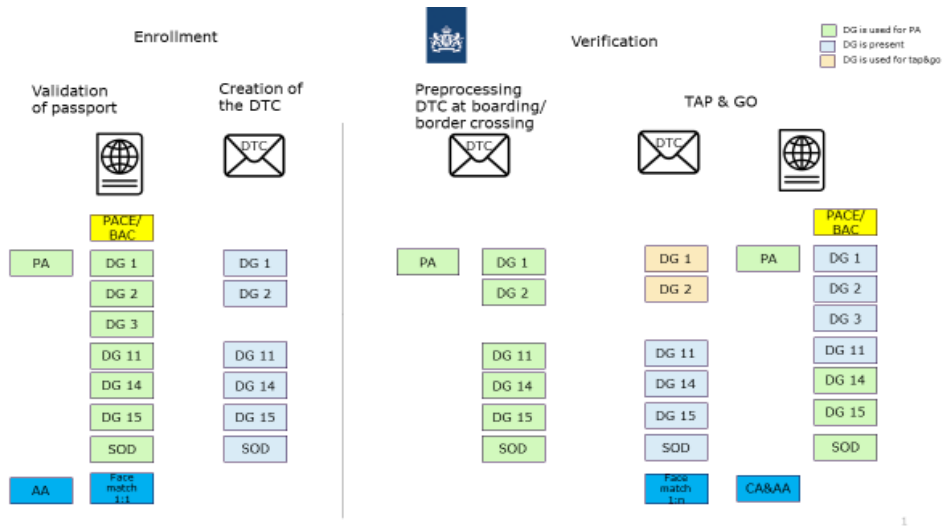 Enrollment
Verification
DG is used for PA
DG is present
DG is used for tap&go
Validation
of passport
Creation of
the DTC
Preprocessing
DTC at boarding/
border crossing
TAP & GO
DTC
DTC
DTC
PACE/
BAC
PA
DG 1
DG 2
DG 3
DG 11
DG 14
DG 15
SOD
AA
Face
match
1:1
DG 1
DG 2
DG 11
DG 14
DG 15
SOD
PA
DG 1
DG 2
DG 11
DG 14
DG 15
SOD
DG 1
DG 2
DG 11
DG 14
DG 15
SOD
Face
match
1:n
PA
CA&AA
PACE/
BAC
DG 1
DG 2
DG 3
DG 11
DG 14
DG 15
SOD
1